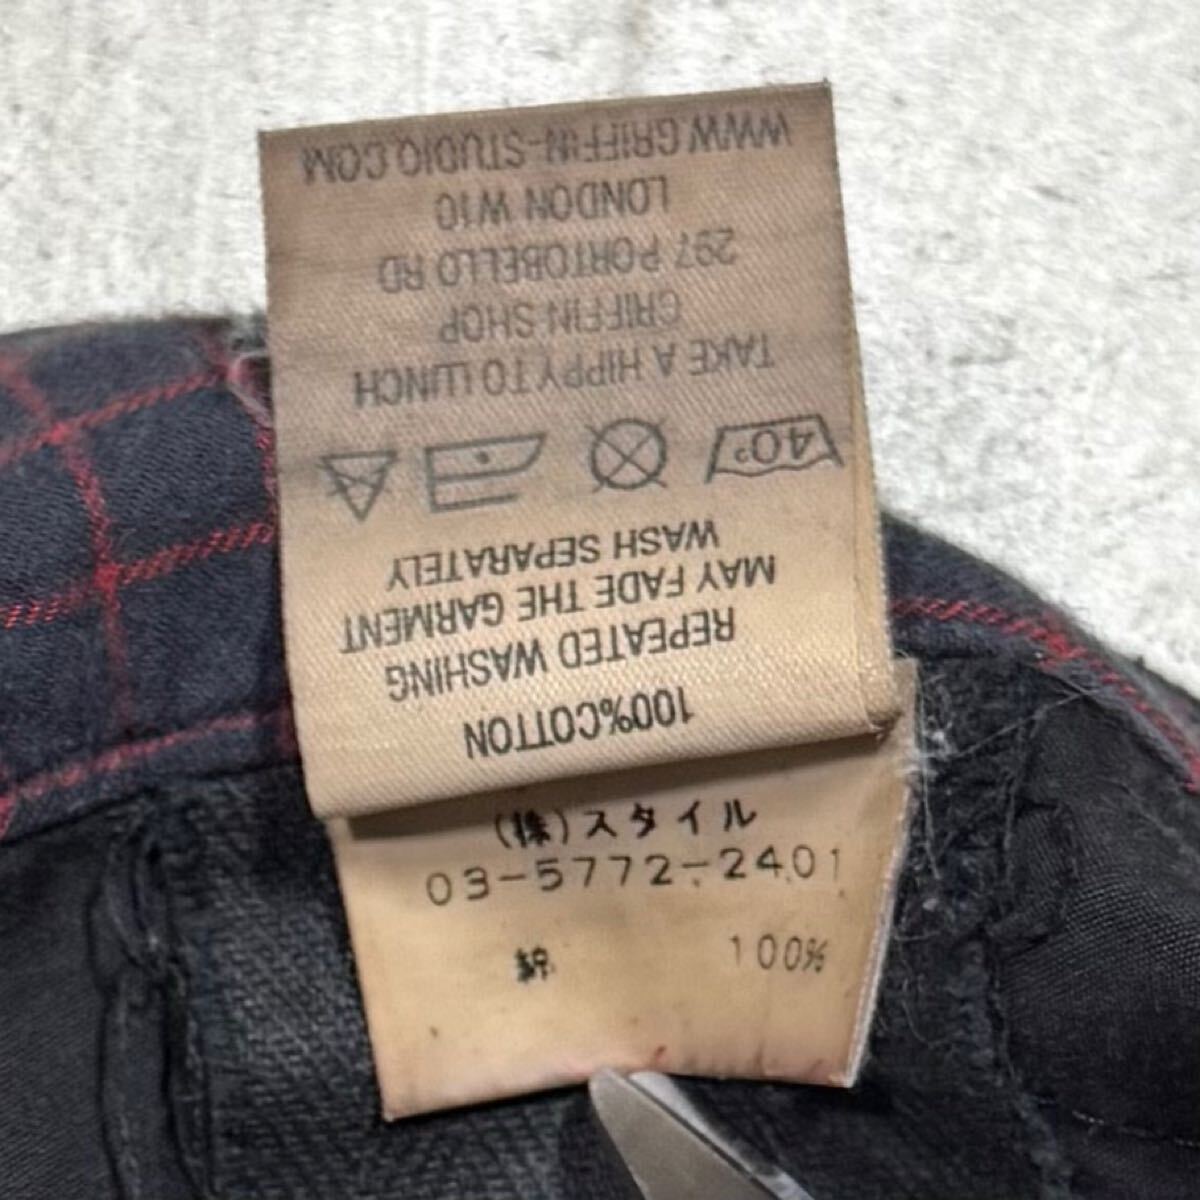 100%COTTON
REPEATED WASHING
MAY FADE THE GARMENT
WASH SEPARATELY
40°
TAKE A HIPPY TO LUNCH
GRIFFIN SHOP
297 PORTOBELLO RD
LONDON W10
WWW.GRIFFIN-STUDIO.COM
(株)スタイル
03-5772-2401
綿 100%